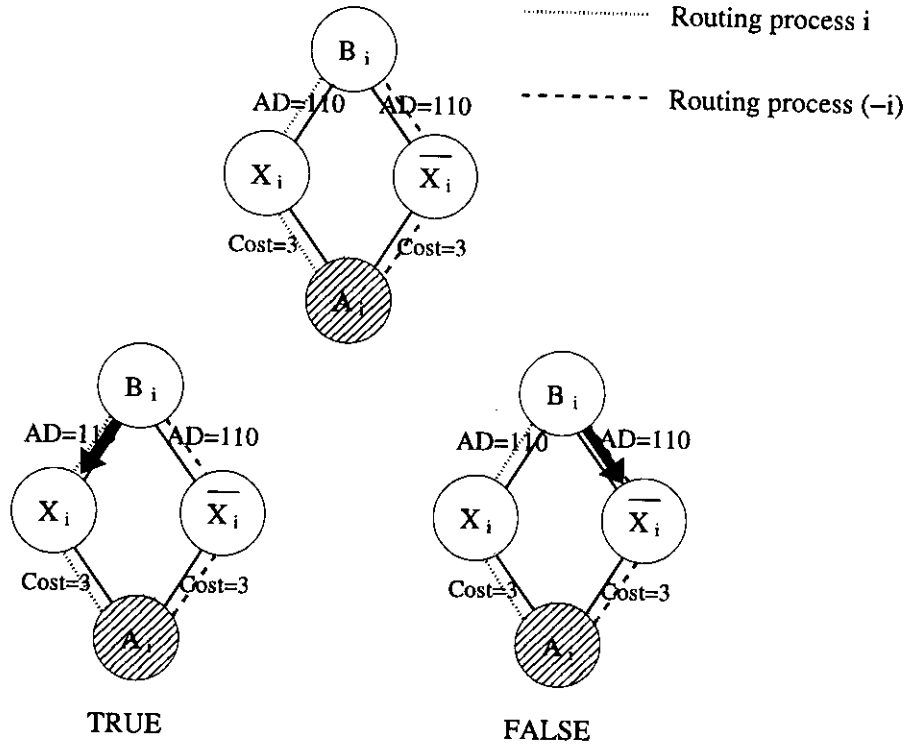 Routing process i
B i
AD=110 AD=110
Routing process (−i)
X i X̅ i
Cost=3 Cost=3
A i
B i B i
AD=110 AD=110 AD=110
X i X̅ i X i X̅ i
Cost=3 Cost=3 Cost=3 Cost=3
A i A i
TRUE FALSE